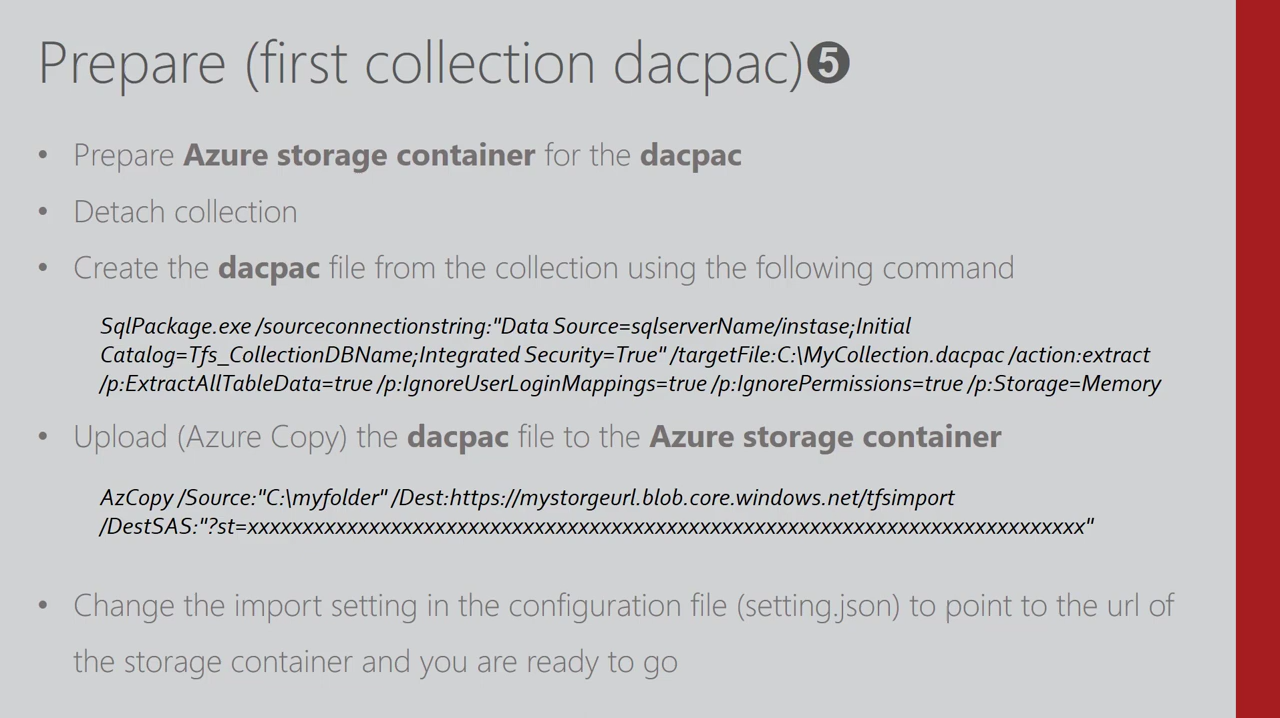 Prepare (first collection dacpac)❺
• Prepare Azure storage container for the dacpac
• Detach collection
• Create the dacpac file from the collection using the following command
SqlPackage.exe /sourceconnectionstring:"Data Source=sqlserverName/instase;Initial
Catalog=Tfs_CollectionDBName;Integrated Security=True" /targetFile:C:\MyCollection.dacpac /action:extract
/p:ExtractAllTableData=true /p:IgnoreUserLoginMappings=true /p:IgnorePermissions=true /p:Storage=Memory
• Upload (Azure Copy) the dacpac file to the Azure storage container
AzCopy /Source:"C:\myfolder" /Dest:https://mystorgeurl.blob.core.windows.net/tfsimport
/DestSAS:"?st=xxxxxxxxxxxxxxxxxxxxxxxxxxxxxxxxxxxxxxxxxxxxxxxxxxxxxxxxxxxxxxxxxxxxxxxxxxxxx"
• Change the import setting in the configuration file (setting.json) to point to the url of
the storage container and you are ready to go